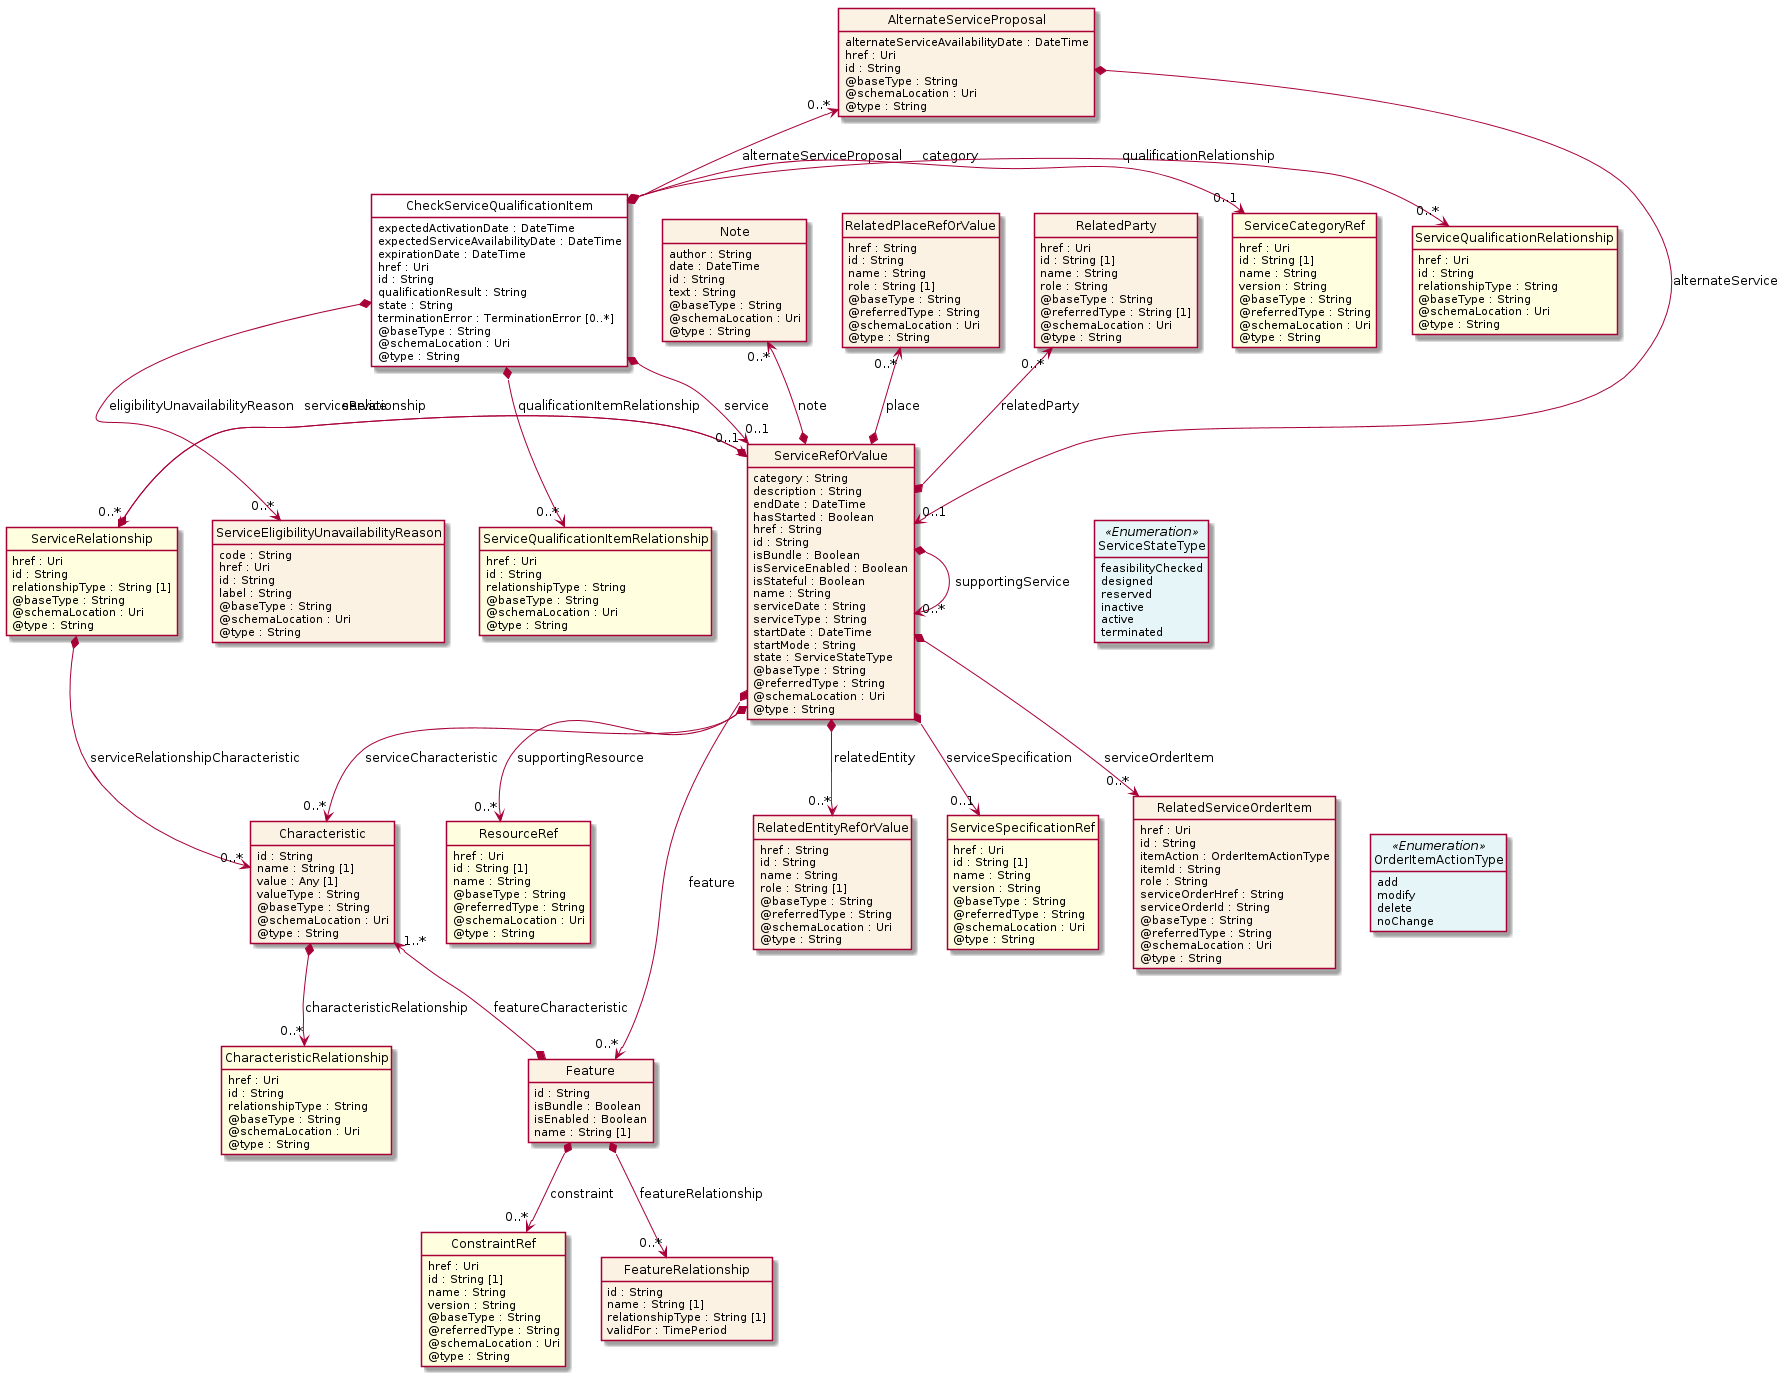 AlternateServiceProposal
alternateServiceAvailabilityDate : DateTime
href : Uri
id : String
@baseType : String
@schemaLocation : Uri
@type : String
0..*
alternateServiceProposal
category
qualificationRelationship
0..1
0..*
alternateService
CheckServiceQualificationItem
expectedActivationDate : DateTime
expectedServiceAvailabilityDate : DateTime
expirationDate : DateTime
href : Uri
id : String
qualificationResult : String
state : String
terminationError : TerminationError [0..*]
@baseType : String
@schemaLocation : Uri
@type : String
Note
author : String
date : DateTime
id : String
text : String
@baseType : String
@schemaLocation : Uri
@type : String
RelatedPlaceRefOrValue
href : String
id : String
name : String
role : String [1]
@baseType : String
@referredType : String
@schemaLocation : Uri
@type : String
RelatedParty
href : Uri
id : String [1]
name : String
role : String
@baseType : String
@referredType : String [1]
@schemaLocation : Uri
@type : String
ServiceCategoryRef
href : Uri
id : String [1]
name : String
version : String
@baseType : String
@referredType : String
@schemaLocation : Uri
@type : String
ServiceQualificationRelationship
href : Uri
id : String
relationshipType : String
@baseType : String
@schemaLocation : Uri
@type : String
0..*
0..*
0..*
eligibilityUnavailabilityReason
serviceRelationship
service
qualificationItemRelationship
service
note
place
relatedParty
0..1
0..1
0..*
0..*
0..*
0..1
ServiceRefOrValue
category : String
description : String
endDate : DateTime
hasStarted : Boolean
href : String
id : String
isBundle : Boolean
isServiceEnabled : Boolean
isStateful : Boolean
name : String
serviceDate : String
serviceType : String
startDate : DateTime
startMode : String
state : ServiceStateType
@baseType : String
@referredType : String
@schemaLocation : Uri
@type : String
supportingService
0..*
ServiceRelationship
href : Uri
id : String
relationshipType : String [1]
@baseType : String
@schemaLocation : Uri
@type : String
ServiceEligibilityUnavailabilityReason
code : String
href : Uri
id : String
label : String
@baseType : String
@schemaLocation : Uri
@type : String
ServiceQualificationItemRelationship
href : Uri
id : String
relationshipType : String
@baseType : String
@schemaLocation : Uri
@type : String
«Enumeration»
ServiceStateType
feasibilityChecked
designed
reserved
inactive
active
terminated
serviceRelationshipCharacteristic
serviceCharacteristic
supportingResource
relatedEntity
serviceSpecification
serviceOrderItem
0..*
0..*
0..*
0..*
0..1
0..*
Characteristic
id : String
name : String [1]
value : Any [1]
valueType : String
@baseType : String
@schemaLocation : Uri
@type : String
ResourceRef
href : Uri
id : String [1]
name : String
@baseType : String
@referredType : String
@schemaLocation : Uri
@type : String
feature
RelatedEntityRefOrValue
href : String
id : String
name : String
role : String [1]
@baseType : String
@referredType : String
@schemaLocation : Uri
@type : String
ServiceSpecificationRef
href : Uri
id : String [1]
name : String
version : String
@baseType : String
@referredType : String
@schemaLocation : Uri
@type : String
RelatedServiceOrderItem
href : Uri
id : String
itemAction : OrderItemActionType
itemId : String
role : String
serviceOrderHref : String
serviceOrderId : String
@baseType : String
@referredType : String
@schemaLocation : Uri
@type : String
«Enumeration»
OrderItemActionType
add
modify
delete
noChange
1..*
characteristicRelationship
featureCharacteristic
0..*
0..*
CharacteristicRelationship
href : Uri
id : String
relationshipType : String
@baseType : String
@schemaLocation : Uri
@type : String
Feature
id : String
isBundle : Boolean
isEnabled : Boolean
name : String [1]
constraint
featureRelationship
0..*
0..*
ConstraintRef
href : Uri
id : String [1]
name : String
version : String
@baseType : String
@referredType : String
@schemaLocation : Uri
@type : String
FeatureRelationship
id : String
name : String [1]
relationshipType : String [1]
validFor : TimePeriod